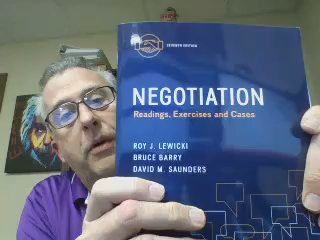 SEVENTH EDITION
NEGOTIATION
Readings, Exercises and Cases
ROY J. LEWICKI
BRUCE BARRY
DAVID M. SAUNDERS